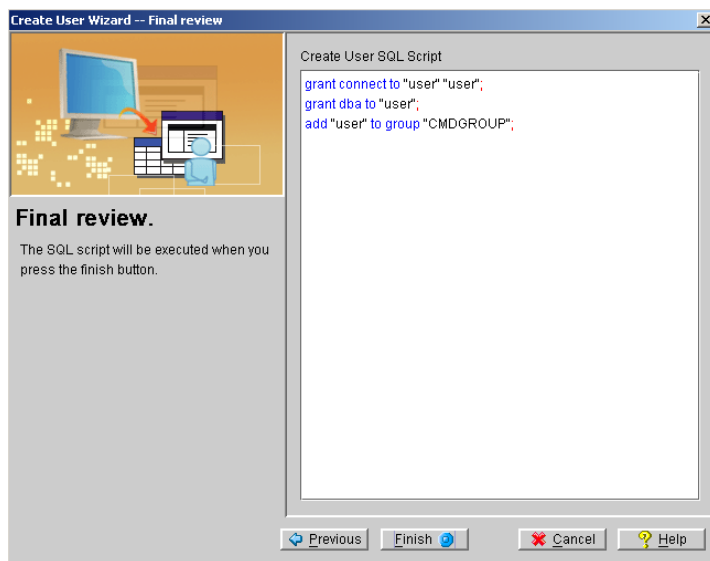 Create User Wizard -- Final review
Final review.
The SQL script will be executed when you
press the finish button.
Create User SQL Script
grant connect to "user" "user";
grant dba to "user";
add "user" to group "CMDGROUP";
Previous
Finish
Cancel
Help